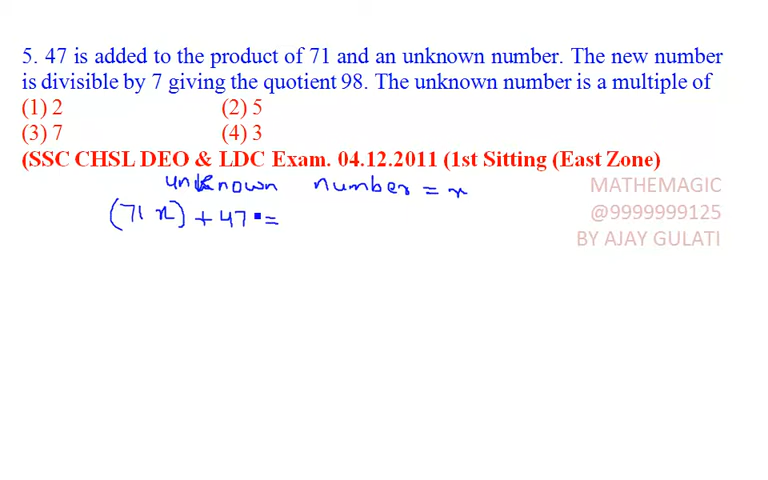 5. 47 is added to the product of 71 and an unknown number. The new number
is divisible by 7 giving the quotient 98. The unknown number is a multiple of
(1) 2 (2) 5
(3) 7 (4) 3
(SSC CHSL DEO & LDC Exam. 04.12.2011 (1st Sitting (East Zone)
unknown number = x
(71 x) + 47 =
MATHEMAGIC
@9999999125
BY AJAY GULATI